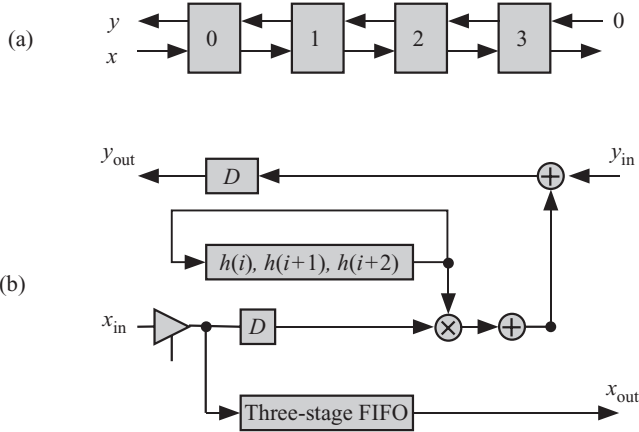 (a)
y
0
x
0 1 2 3
(b)
y_out
D
+
y_in
h(i), h(i+1), h(i+2)
x_in
D
×
+
Three-stage FIFO
x_out